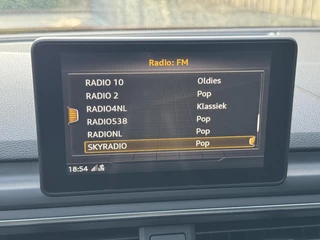 Radio: FM
RADIO 10 Oldies
RADIO 2 Pop
RADIO4NL Klassiek
RADIO538 Pop
RADIONL Pop
SKYRADIO Pop
18:54